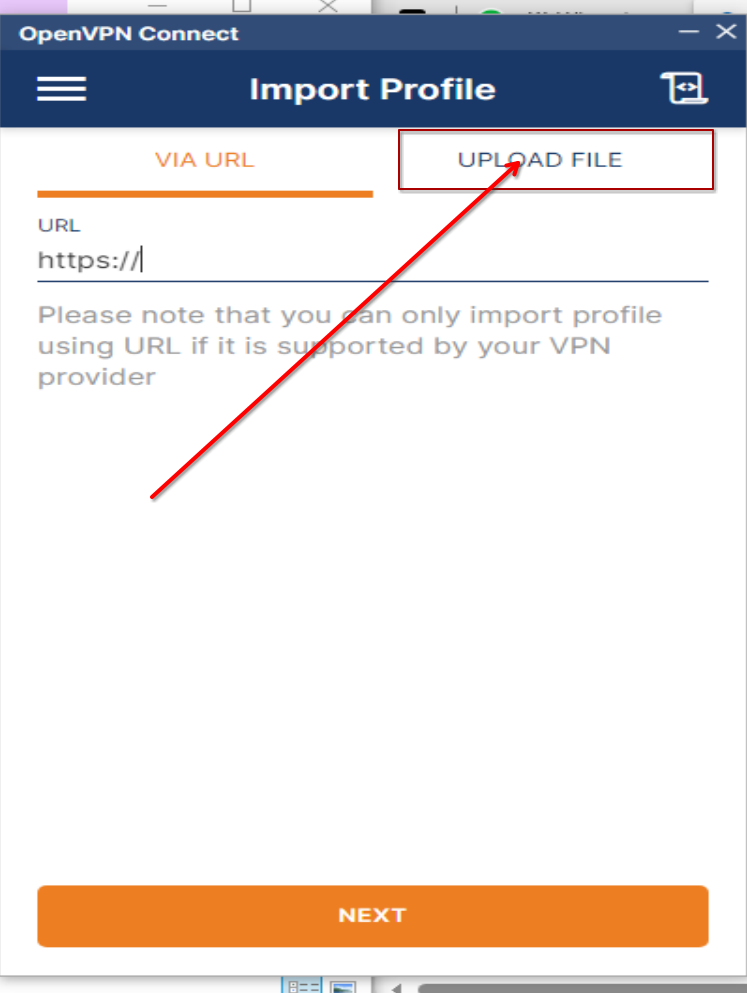 OpenVPN Connect
Import Profile
VIA URL
UPLOAD FILE
URL
https://
Please note that you can only import profile
using URL if it is supported by your VPN
provider
NEXT